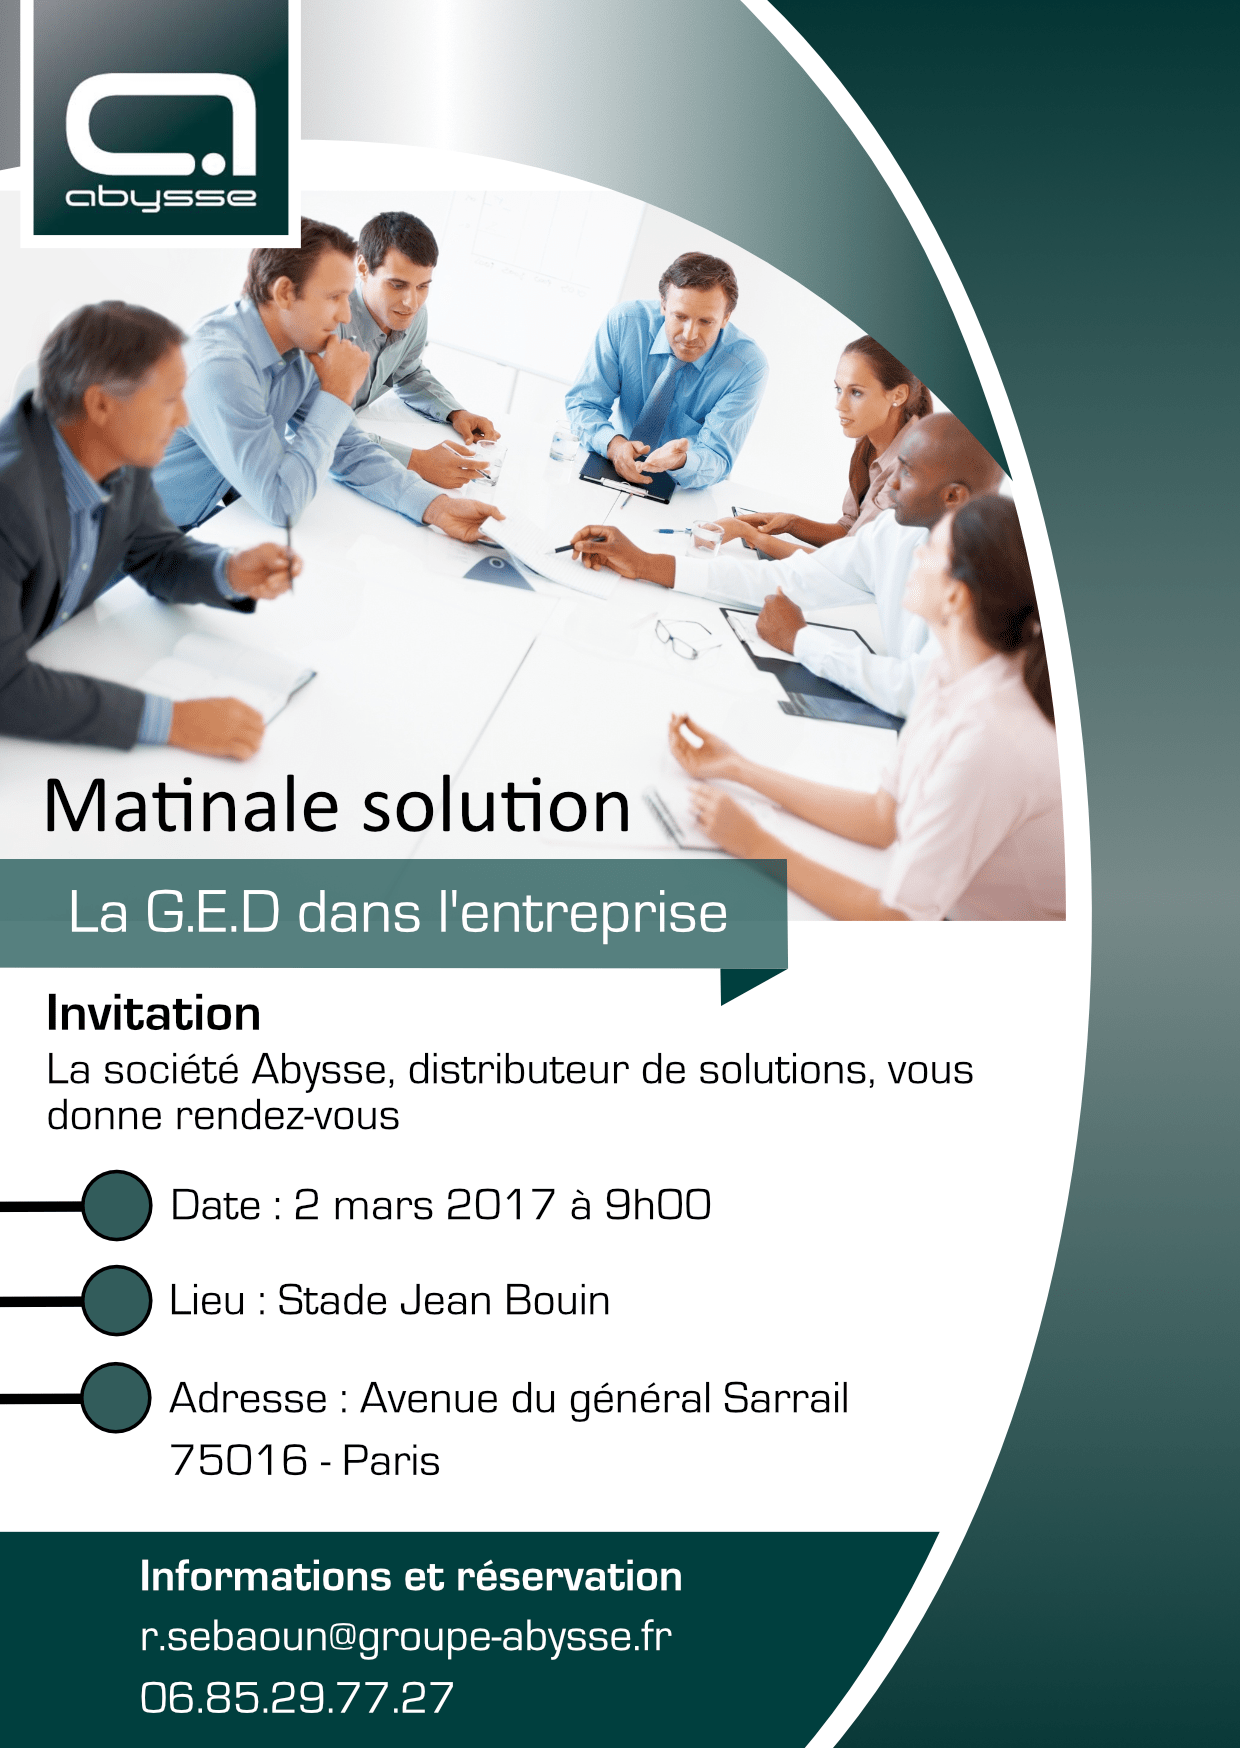 abysse
Matinale solution
La G.E.D dans l'entreprise
Invitation
La société Abysse, distributeur de solutions, vous
donne rendez-vous
Date : 2 mars 2017 à 9h00
Lieu : Stade Jean Bouin
Adresse : Avenue du général Sarrail
75016 - Paris
Informations et réservation
r.sebaoun@groupe-abysse.fr
06.85.29.77.27